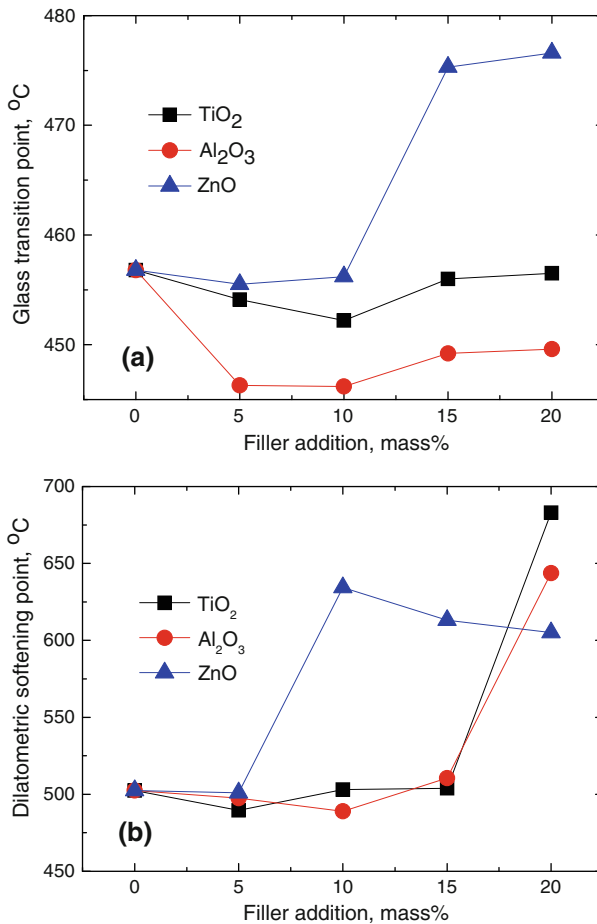 480
470
460
450
Glass transition point, °C
TiO₂
Al₂O₃
ZnO
(a)
0 5 10 15 20
Filler addition, mass%
700
650
600
550
500
450
Dilatometric softening point, °C
TiO₂
Al₂O₃
ZnO
(b)
0 5 10 15 20
Filler addition, mass%